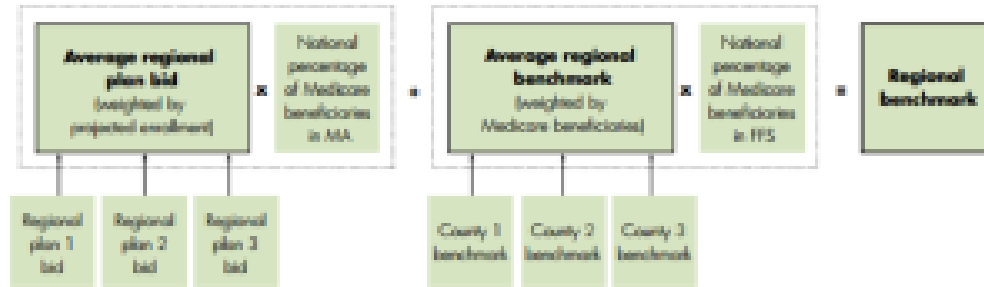 Average regional
plan bid
(weighted by
projected enrollment)
x
National
percentage
of Medicare
beneficiaries
in MA
+
Average regional
benchmark
(weighted by
Medicare beneficiaries)
x
National
percentage
of Medicare
beneficiaries
in FFS
=
Regional
benchmark
Regional
plan 1
bid
Regional
plan 2
bid
Regional
plan 3
bid
County 1
benchmark
County 2
benchmark
County 3
benchmark